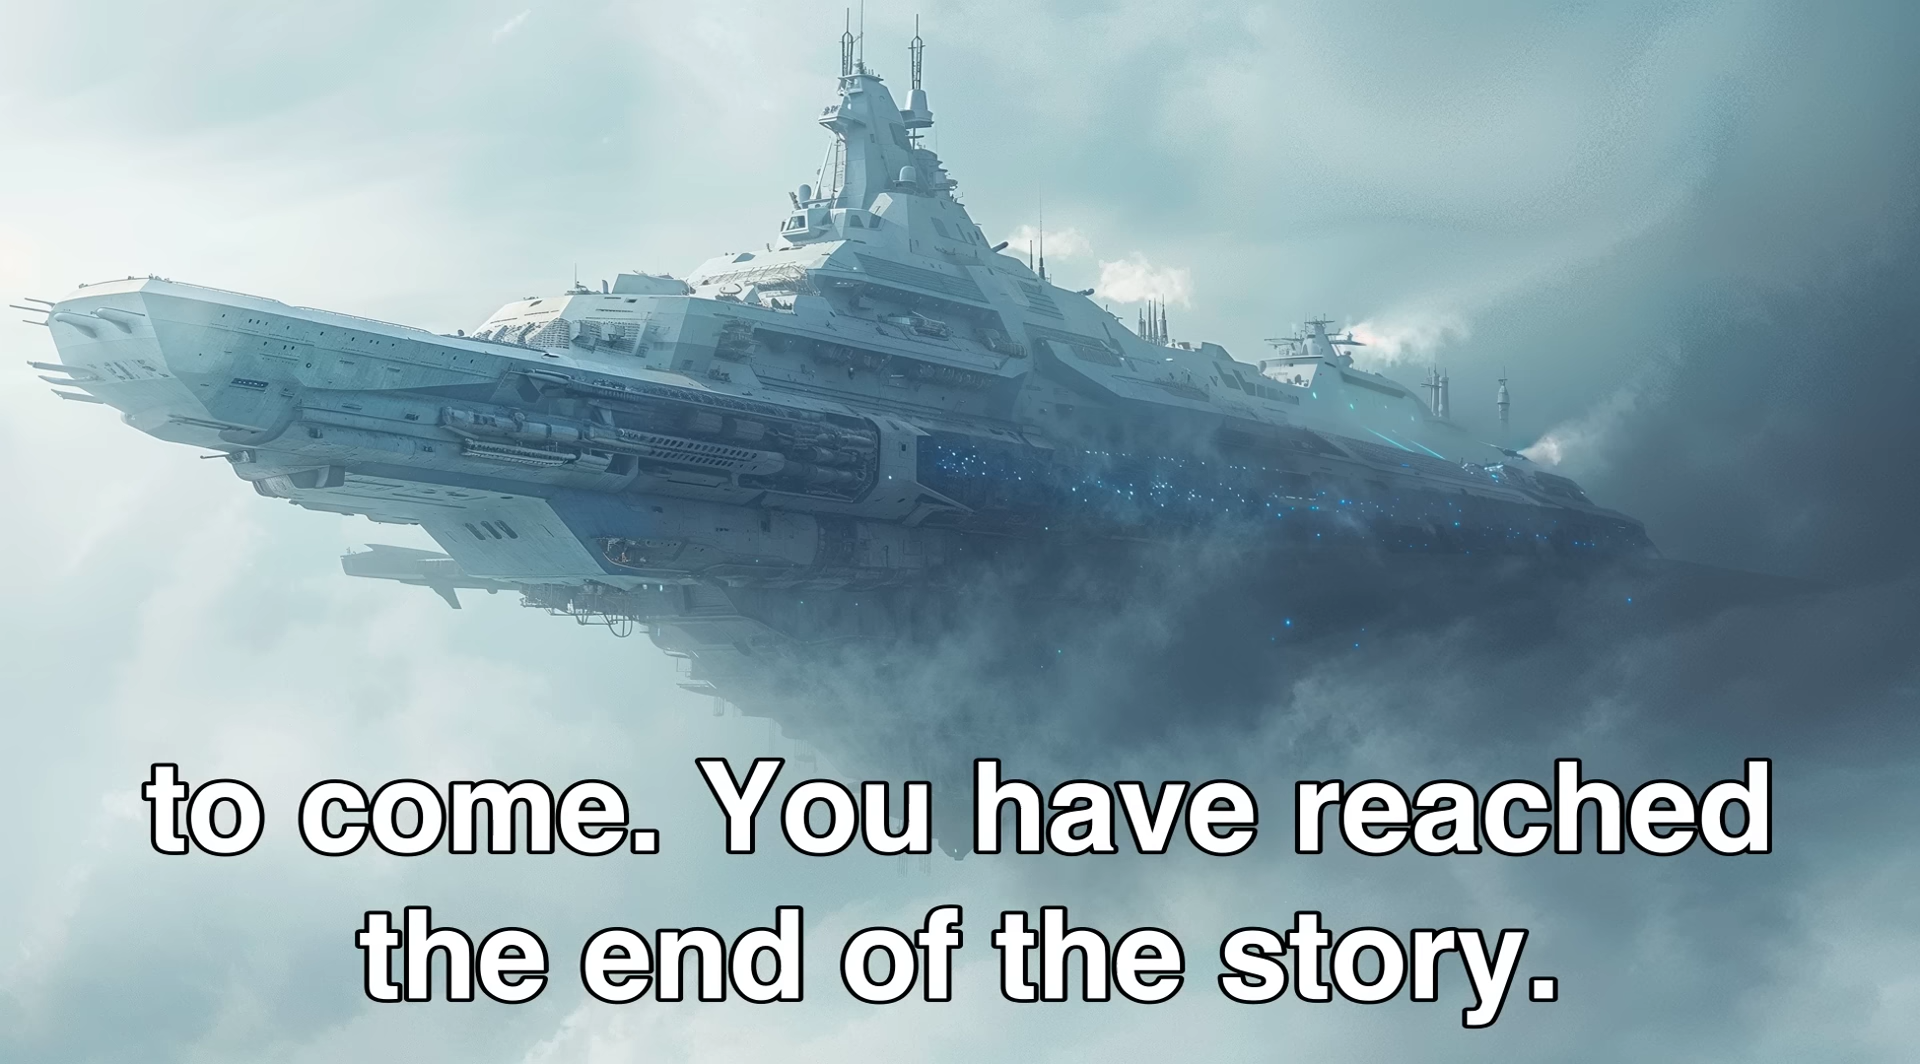 to come. You have reached
the end of the story.